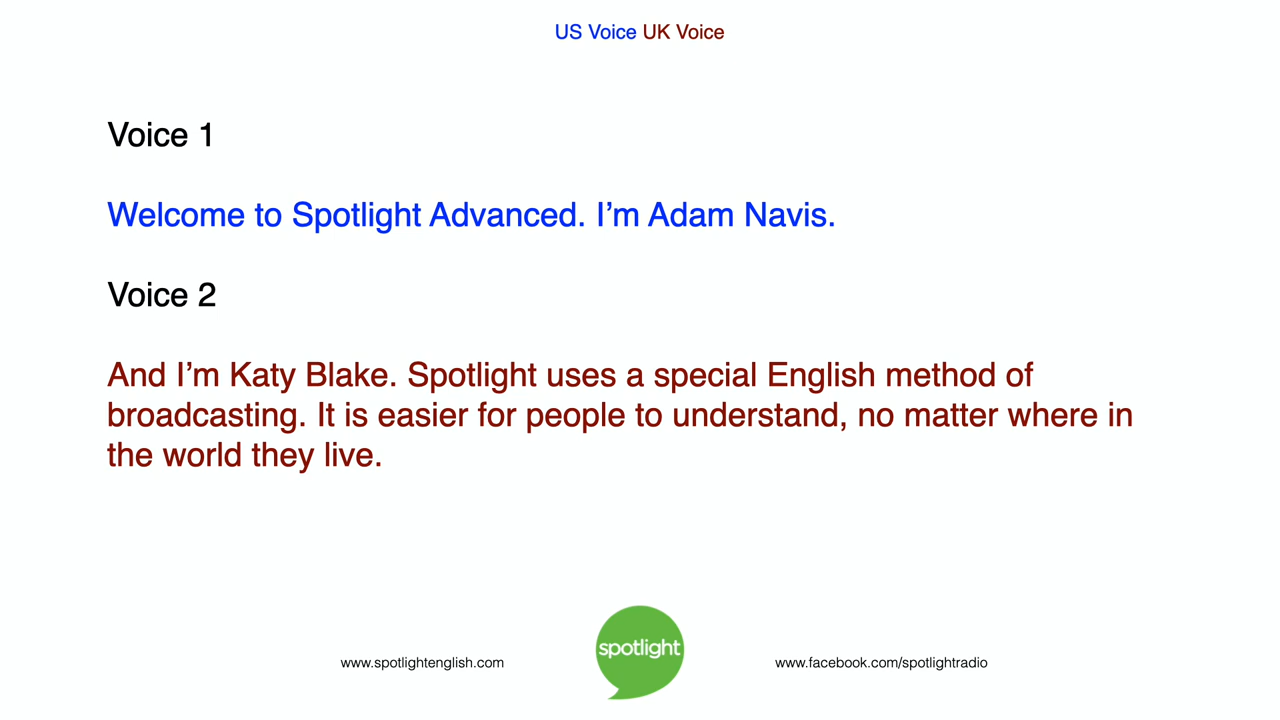 US Voice UK Voice
Voice 1
Welcome to Spotlight Advanced. I’m Adam Navis.
Voice 2
And I’m Katy Blake. Spotlight uses a special English method of
broadcasting. It is easier for people to understand, no matter where in
the world they live.
www.spotlightenglish.com
spotlight
www.facebook.com/spotlightradio